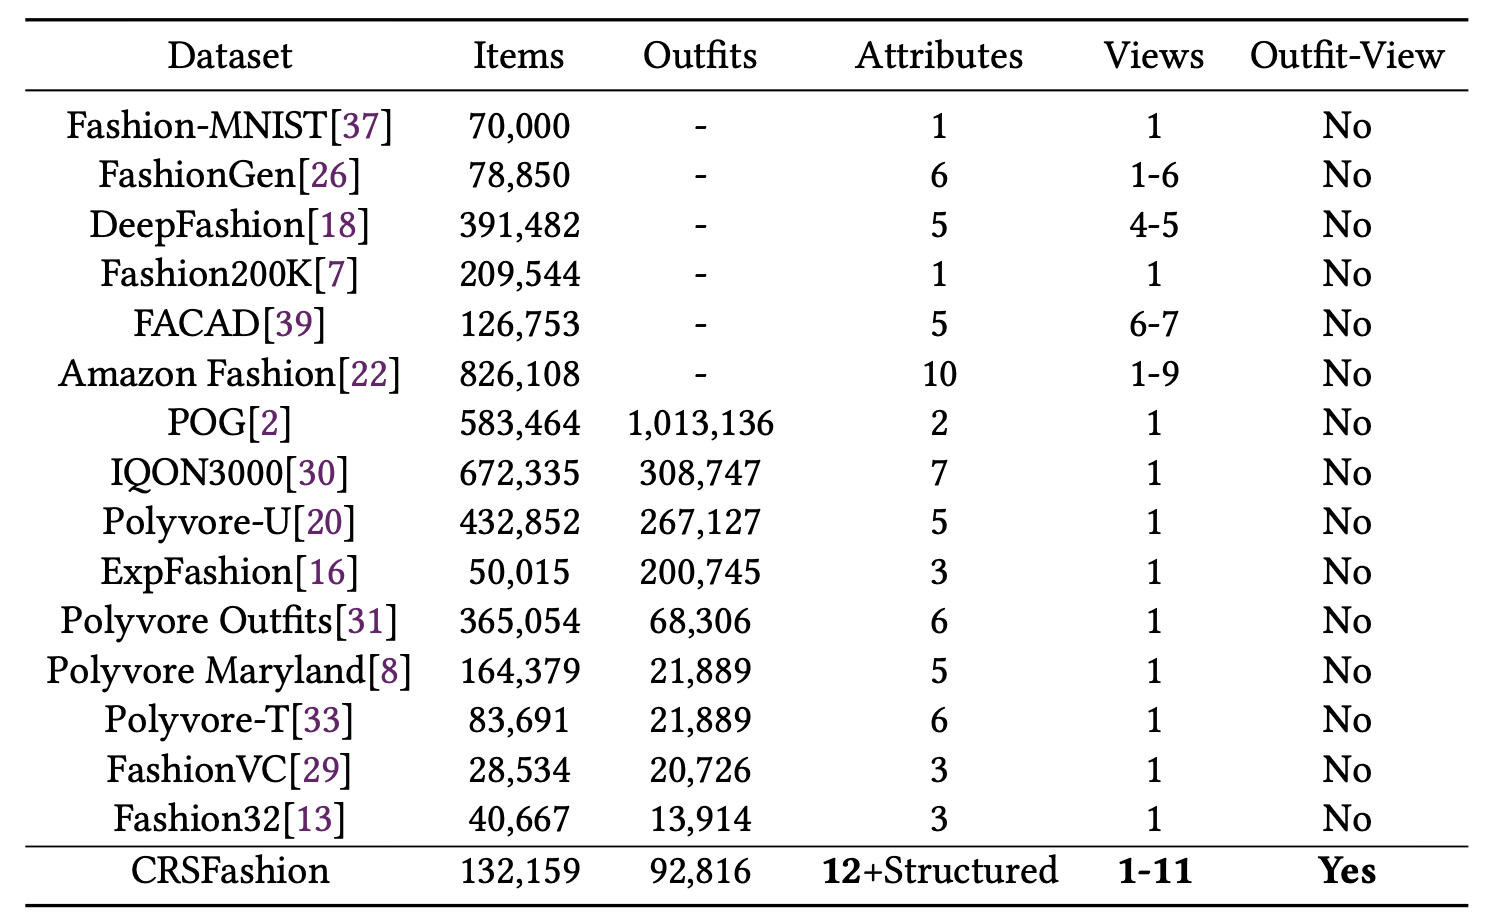 Dataset Items Outfits Attributes Views Outfit-View
Fashion-MNIST[37] 70,000 - 1 1 No
FashionGen[26] 78,850 - 6 1-6 No
DeepFashion[18] 391,482 - 5 4-5 No
Fashion200K[7] 209,544 - 1 1 No
FACAD[39] 126,753 - 5 6-7 No
Amazon Fashion[22] 826,108 - 10 1-9 No
POG[2] 583,464 1,013,136 2 1 No
IQON3000[30] 672,335 308,747 7 1 No
Polyvore-U[20] 432,852 267,127 5 1 No
ExpFashion[16] 50,015 200,745 3 1 No
Polyvore Outfits[31] 365,054 68,306 6 1 No
Polyvore Maryland[8] 164,379 21,889 5 1 No
Polyvore-T[33] 83,691 21,889 6 1 No
FashionVC[29] 28,534 20,726 3 1 No
Fashion32[13] 40,667 13,914 3 1 No
CRSFashion 132,159 92,816 12+Structured 1-11 Yes